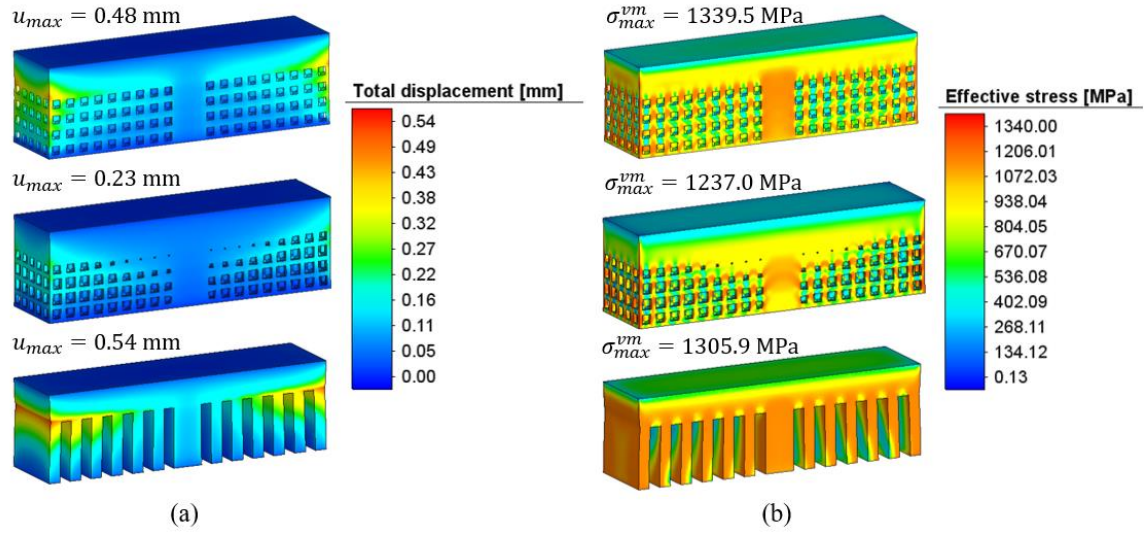 u_max = 0.48 mm
Total displacement [mm]
0.54
0.49
0.43
0.38
0.32
0.27
0.22
0.16
0.11
0.05
0.00
u_max = 0.23 mm
u_max = 0.54 mm
(a)
σ_max^vm = 1339.5 MPa
Effective stress [MPa]
1340.00
1206.01
1072.03
938.04
804.05
670.07
536.08
402.09
268.11
134.12
0.13
σ_max^vm = 1237.0 MPa
σ_max^vm = 1305.9 MPa
(b)